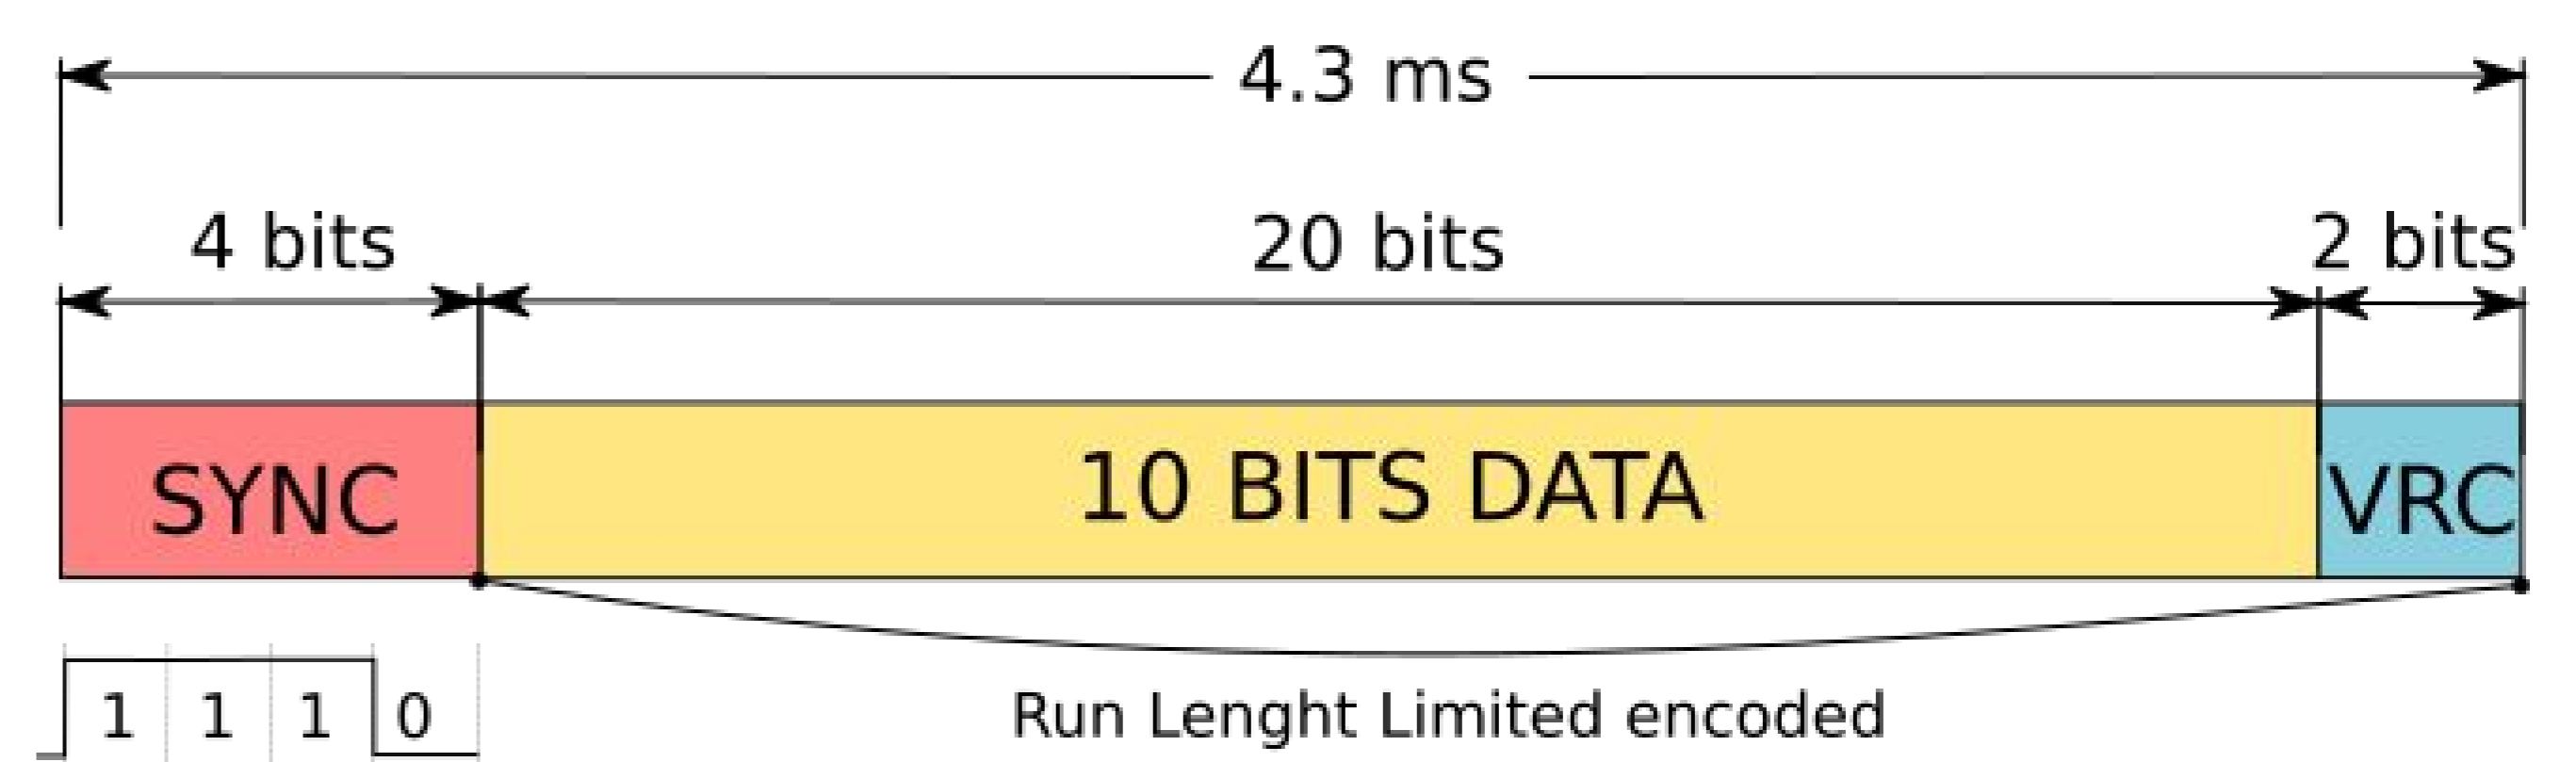 4.3 ms
4 bits 20 bits 2 bits
SYNC 10 BITS DATA VRC
1 1 1 0
Run Lenght Limited encoded